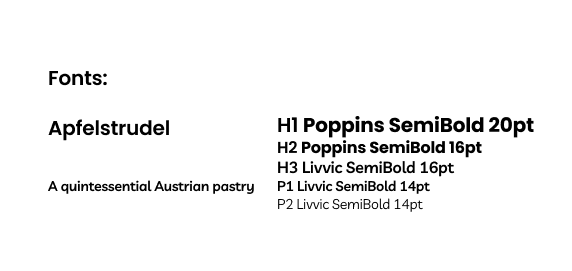 Fonts:
Apfelstrudel
A quintessential Austrian pastry
H1 Poppins SemiBold 20pt
H2 Poppins SemiBold 16pt
H3 Livvic SemiBold 16pt
P1 Livvic SemiBold 14pt
P2 Livvic SemiBold 14pt